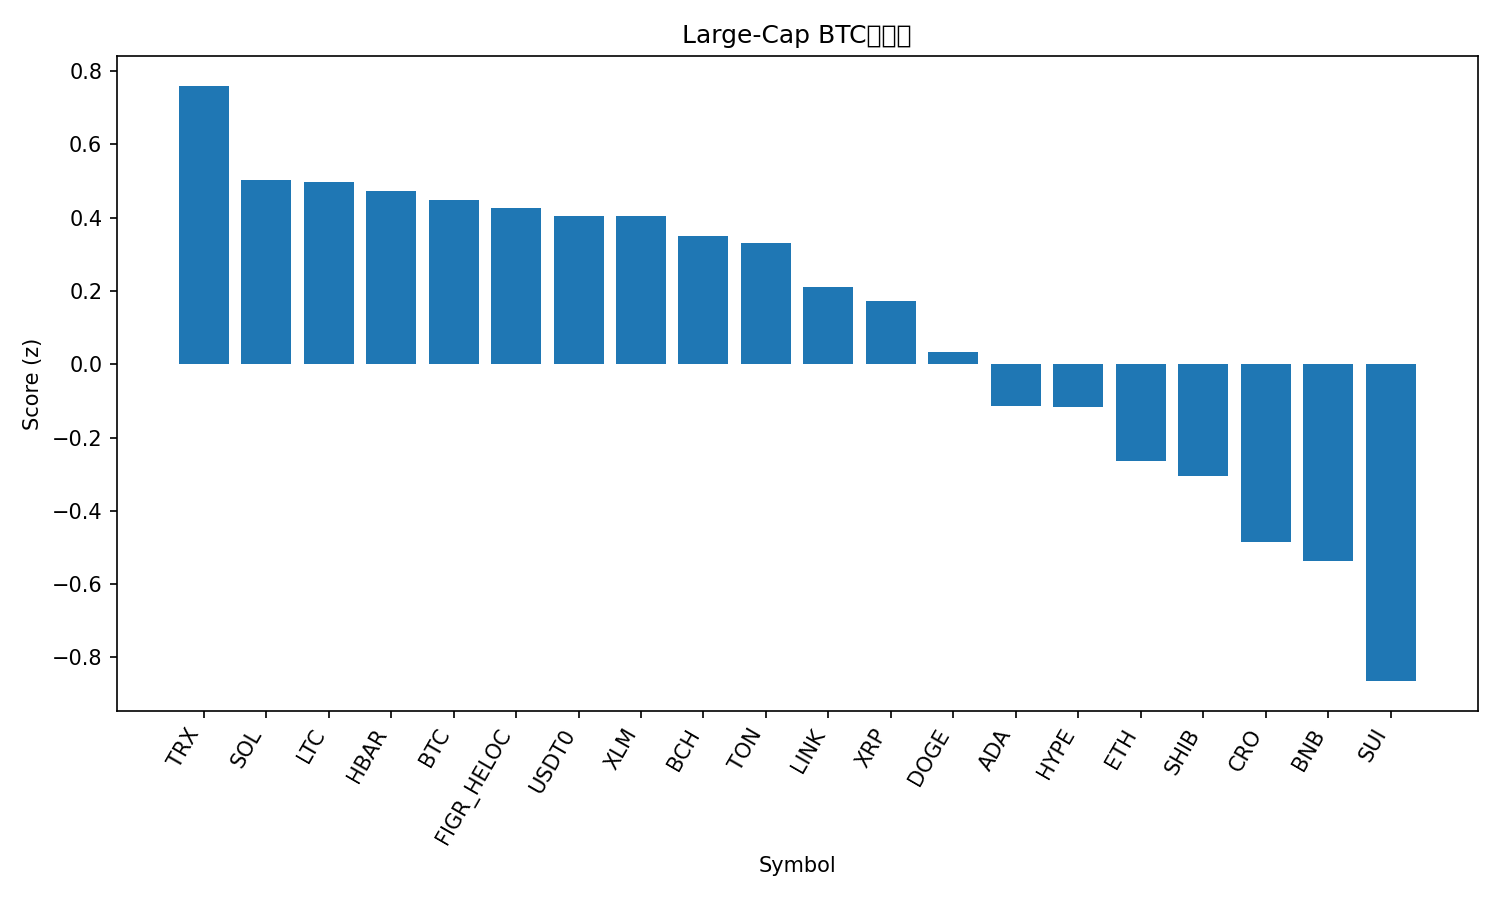 Large-Cap BTC
0.8
0.6
0.4
0.2
0.0
−0.2
−0.4
−0.6
−0.8
Score (z)
TRX
SOL
LTC
HBAR
BTC
FIGR_HELOC
USDT0
XLM
BCH
TON
LINK
XRP
DOGE
ADA
HYPE
ETH
SHIB
CRO
BNB
SUI
Symbol